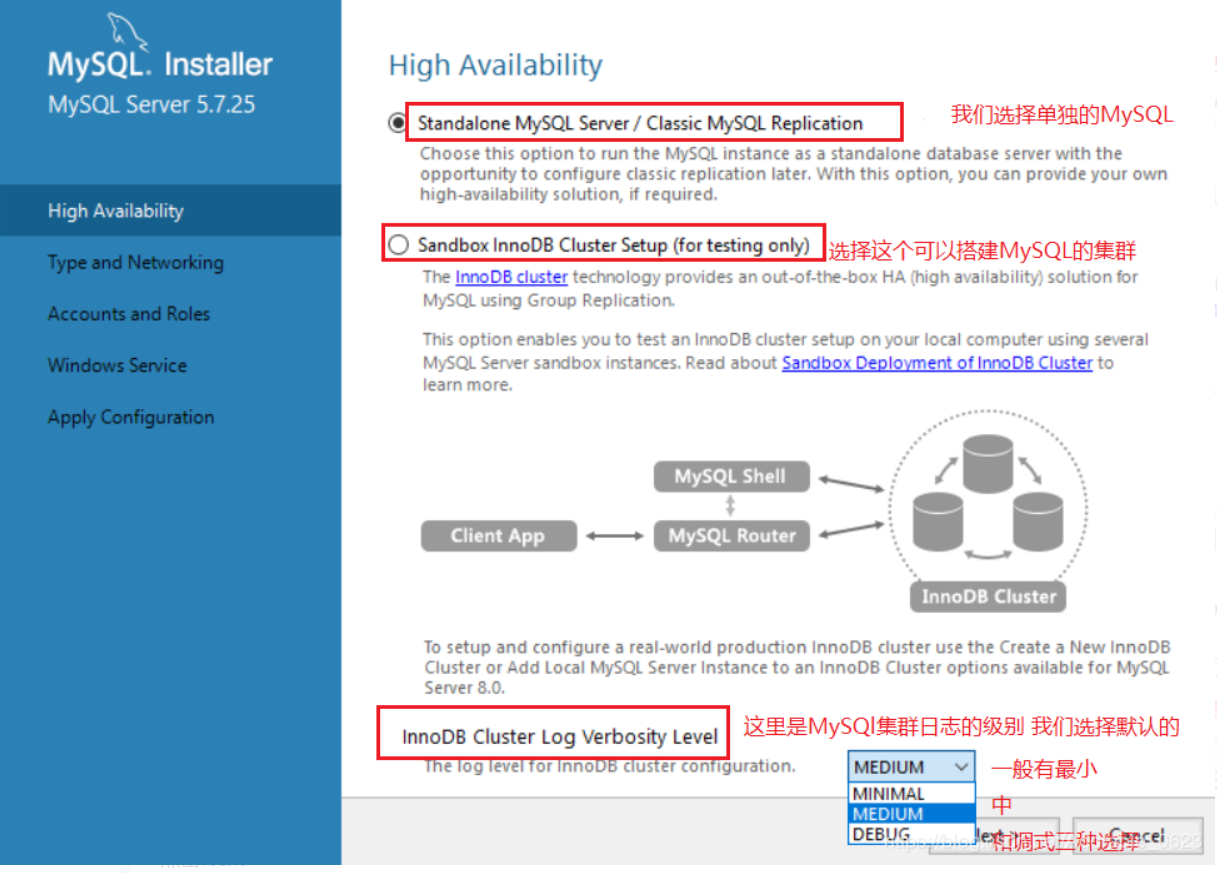 MySQL. Installer
MySQL Server 5.7.25
High Availability
Type and Networking
Accounts and Roles
Windows Service
Apply Configuration
High Availability
Standalone MySQL Server / Classic MySQL Replication
我们选择单独的MySQL
Choose this option to run the MySQL instance as a standalone database server with the
opportunity to configure classic replication later. With this option, you can provide your own
high-availability solution, if required.
Sandbox InnoDB Cluster Setup (for testing only)
选择这个可以搭建MySQL的集群
The InnoDB cluster technology provides an out-of-the-box HA (high availability) solution for
MySQL using Group Replication.
This option enables you to test an InnoDB cluster setup on your local computer using several
MySQL Server sandbox instances. Read about Sandbox Deployment of InnoDB Cluster to
learn more.
MySQL Shell
Client App
MySQL Router
InnoDB Cluster
To setup and configure a real-world production InnoDB cluster use the Create a New InnoDB
Cluster or Add Local MySQL Server Instance to an InnoDB Cluster options available for MySQL
Server 8.0.
InnoDB Cluster Log Verbosity Level
这里是MySQl集群日志的级别 我们选择默认的
The log level for InnoDB cluster configuration.
MEDIUM
一般有最小
MINIMAL
中
MEDIUM
DEBUG
和调式三种选择
Cancel